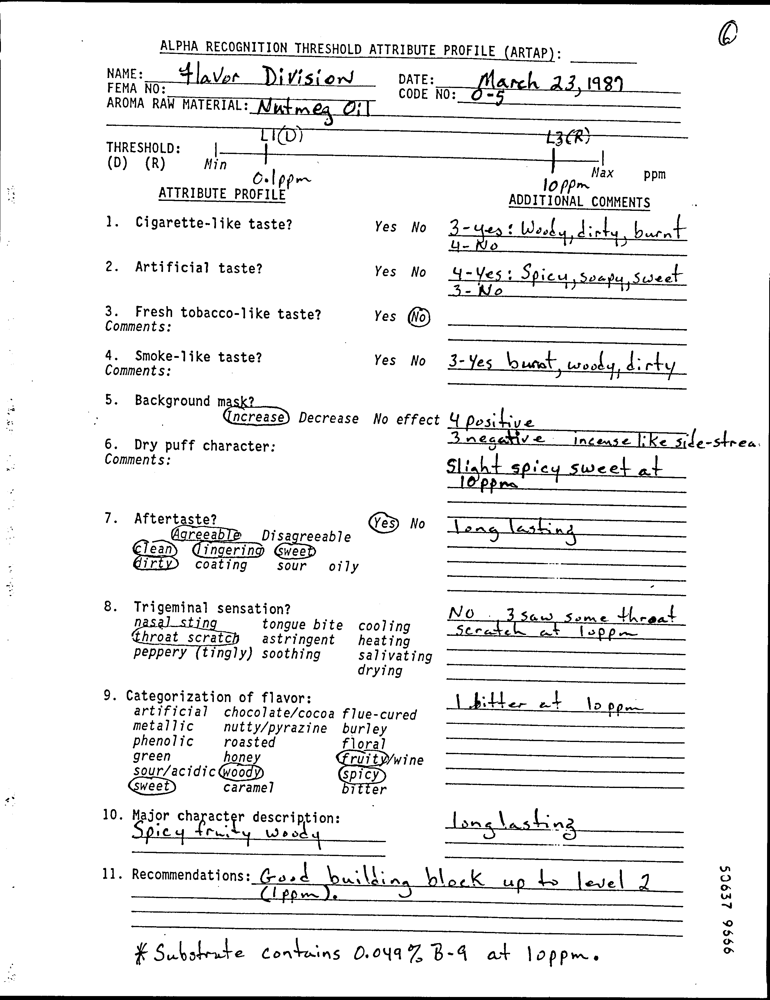 6
ALPHA RECOGNITION THRESHOLD ATTRIBUTE PROFILE (ARTAP):
NAME: Flavor Division DATE: March 23, 1987
FEMA NO: CODE NO: O-5
AROMA RAW MATERIAL: Nutmeg Oil
L1(D) L3(R)
THRESHOLD:
(D) (R) Min Max ppm
0.1ppm 10ppm
ATTRIBUTE PROFILE ADDITIONAL COMMENTS
1. Cigarette-like taste? Yes No 3-yes: Woody, dirty, burnt
4-No
2. Artificial taste? Yes No 4-Yes: Spicy, soapy, sweet
3-No
3. Fresh tobacco-like taste? Yes No
Comments:
4. Smoke-like taste? Yes No 3-Yes burnt, woody, dirty
Comments:
5. Background mask?
Increase Decrease No effect 4 positive
3 negative incense like side-strea
6. Dry puff character:
Comments: Slight spicy sweet at
10ppm
7. Aftertaste? Yes No Long lasting
Agreeable Disagreeable
clean lingering sweet
dirty coating sour oily
8. Trigeminal sensation? No. 3 saw some throat
nasal sting tongue bite cooling scratch at 10ppm
throat scratch astringent heating
peppery (tingly) soothing salivating
drying
9. Categorization of flavor: 1 bitter at 10ppm
artificial chocolate/cocoa flue-cured
metallic nutty/pyrazine burley
phenolic roasted floral
green honey fruity/wine
sour/acidic woody spicy
sweet caramel bitter
10. Major character description: Long lasting
Spicy fruity woody
11. Recommendations: Good building block up to level 2
(1ppm).
* Substrate contains 0.049% B-9 at 10ppm.
50637 9666